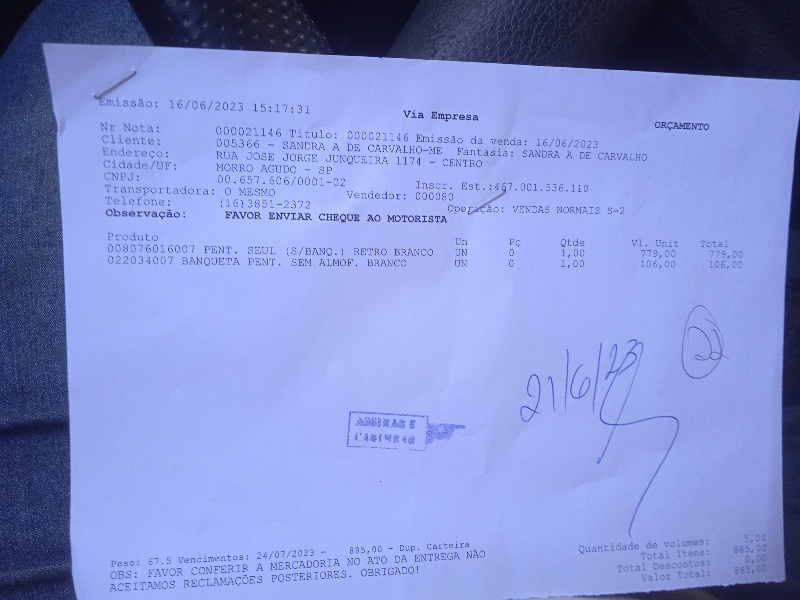 Emissão: 16/06/2023 15:17:31
Via Empresa
ORÇAMENTO
Nr Nota: 000021146 Titulo: 000021146 Emissão da venda: 16/06/2023
Cliente: 005366 - SANDRA A DE CARVALHO-ME Fantasia: SANDRA A DE CARVALHO
Endereço: RUA JOSE JORGE JUNQUEIRA 1174 - CENTRO
Cidade/UF: MORRO AGUDO - SP
CNPJ: 00.657.606/0001-02 Inscr. Est.:467.001.536.110
Transportadora: O MESMO Vendedor: 000080
Telefone: (16)3851-2372 Operação: VENDAS NORMAIS S=2
Observação: FAVOR ENVIAR CHEQUE AO MOTORISTA
Produto Un Pç Qtde Vl. Unit Total
008076016007 PENT. SEUL (S/BANQ.) RETRO BRANCO UN 0 1,00 779,00 779,00
022034007 BANQUETA PENT. SEM ALMOF. BRANCO UN 0 1,00 106,00 106,00
22
21/6/23
ASSINAR E
CARIMBAR
Peso: 67.5 Vencimentos: 24/07/2023 - 885,00 - Dup. Carteira
OBS: FAVOR CONFERIR A MERCADORIA NO ATO DA ENTREGA NÃO
ACEITAMOS RECLAMAÇÕES POSTERIORES. OBRIGADO!
Quantidade de volumes: 5,00
Total Itens: 885,00
Total Descontos: 0,00
Valor Total: 885,00